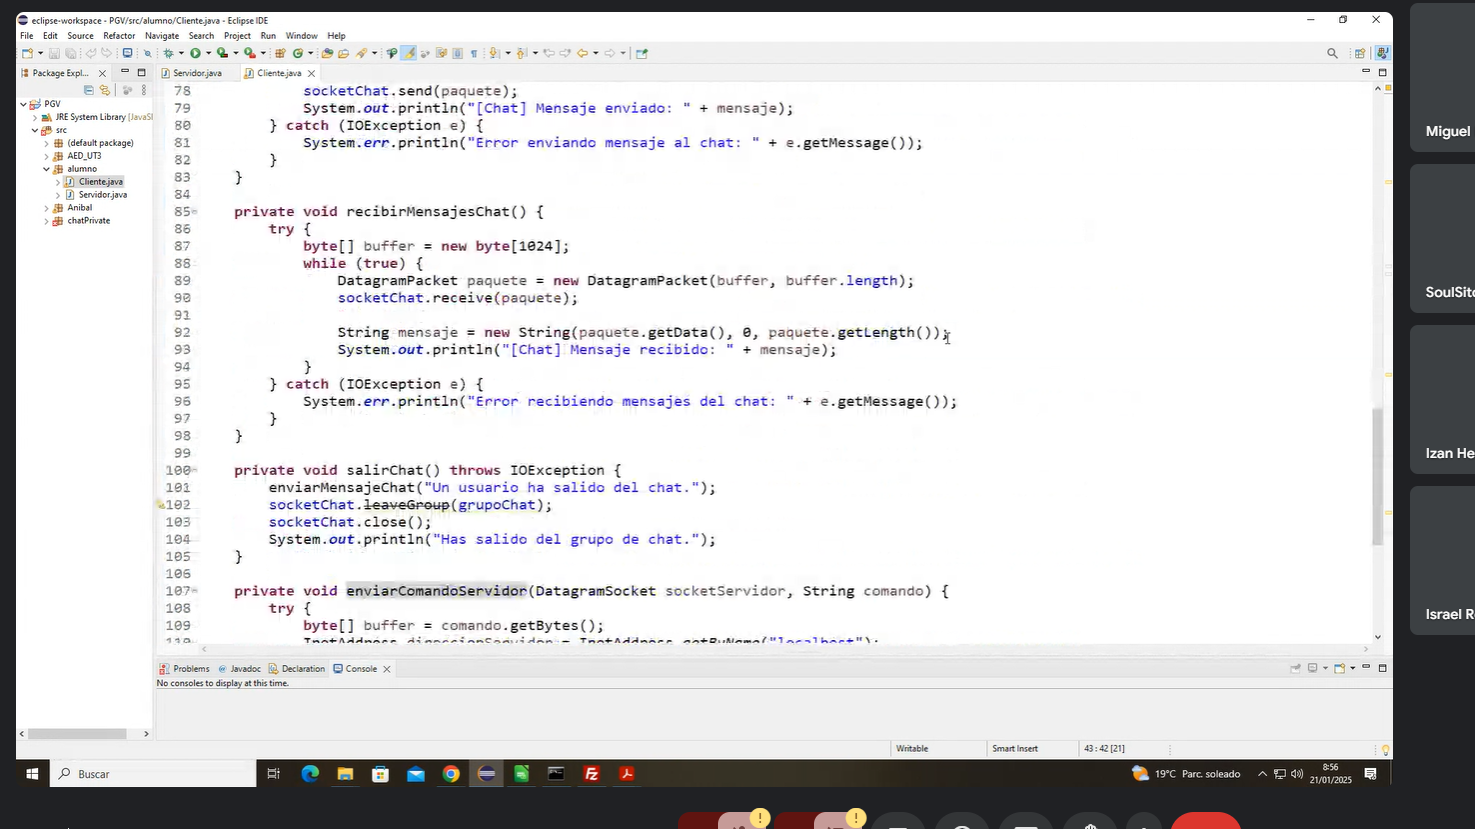 eclipse-workspace - PGV/src/alumno/Cliente.java - Eclipse IDE
File Edit Source Refactor Navigate Search Project Run Window Help
Package Expl...
Servidor.java
Cliente.java
PGV
JRE System Library [JavaSE
src
(default package)
AED_UT3
alumno
Cliente.java
Servidor.java
Anibal
chatPrivate
78 socketChat.send(paquete);
79 System.out.println("[Chat] Mensaje enviado: " + mensaje);
80 } catch (IOException e) {
81 System.err.println("Error enviando mensaje al chat: " + e.getMessage());
82 }
83 }
84
85 private void recibirMensajesChat() {
86 try {
87 byte[] buffer = new byte[1024];
88 while (true) {
89 DatagramPacket paquete = new DatagramPacket(buffer, buffer.length);
90 socketChat.receive(paquete);
91
92 String mensaje = new String(paquete.getData(), 0, paquete.getLength());
93 System.out.println("[Chat] Mensaje recibido: " + mensaje);
94 }
95 } catch (IOException e) {
96 System.err.println("Error recibiendo mensajes del chat: " + e.getMessage());
97 }
98 }
99
100 private void salirChat() throws IOException {
101 enviarMensajeChat("Un usuario ha salido del chat.");
102 socketChat.leaveGroup(grupoChat);
103 socketChat.close();
104 System.out.println("Has salido del grupo de chat.");
105 }
106
107 private void enviarComandoServidor(DatagramSocket socketServidor, String comando) {
108 try {
109 byte[] buffer = comando.getBytes();
110 InetAddress direccionServidor = InetAddress.getByName("localhost");
Problems Javadoc Declaration Console
No consoles to display at this time.
Writable Smart Insert 43 : 42 [21]
Buscar
19°C Parc. soleado
8:56
21/01/2025
Miguel
SoulSito
Izan He
Israel R